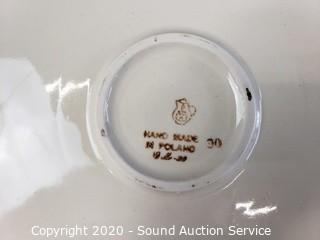 HAND MADE
IN POLAND
30
Copyright 2020 - Sound Auction Service